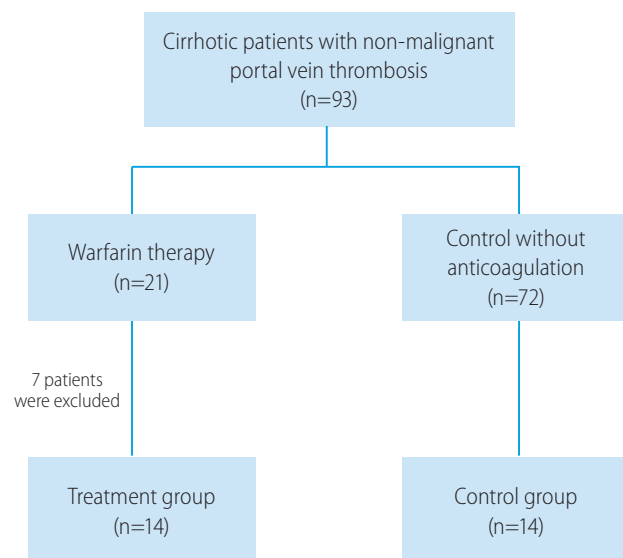 Cirrhotic patients with non-malignant
portal vein thrombosis
(n=93)
Warfarin therapy
(n=21)
Control without
anticoagulation
(n=72)
7 patients
were excluded
Treatment group
(n=14)
Control group
(n=14)